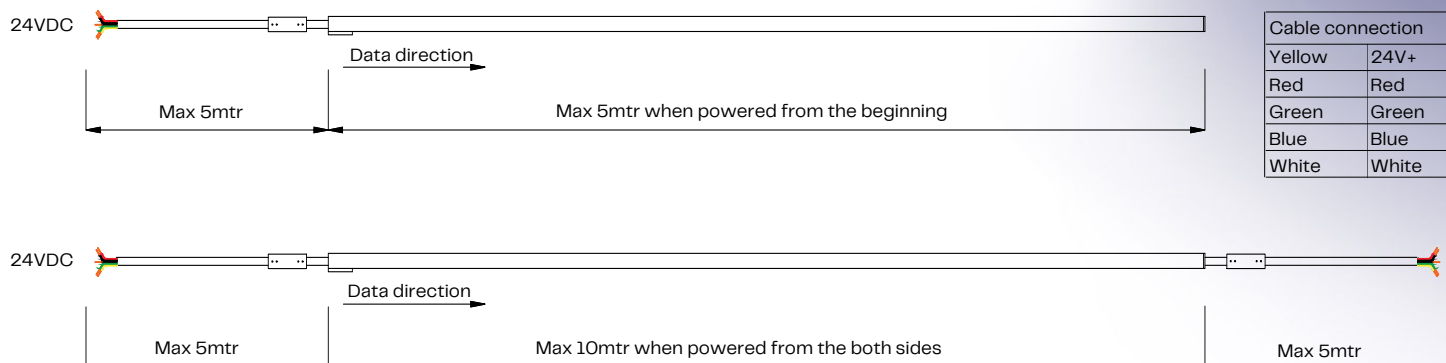 24VDC
Data direction
Max 5mtr
Max 5mtr when powered from the beginning
Cable connection
Yellow 24V+
Red Red
Green Green
Blue Blue
White White
24VDC
Data direction
Max 5mtr
Max 10mtr when powered from the both sides
Max 5mtr